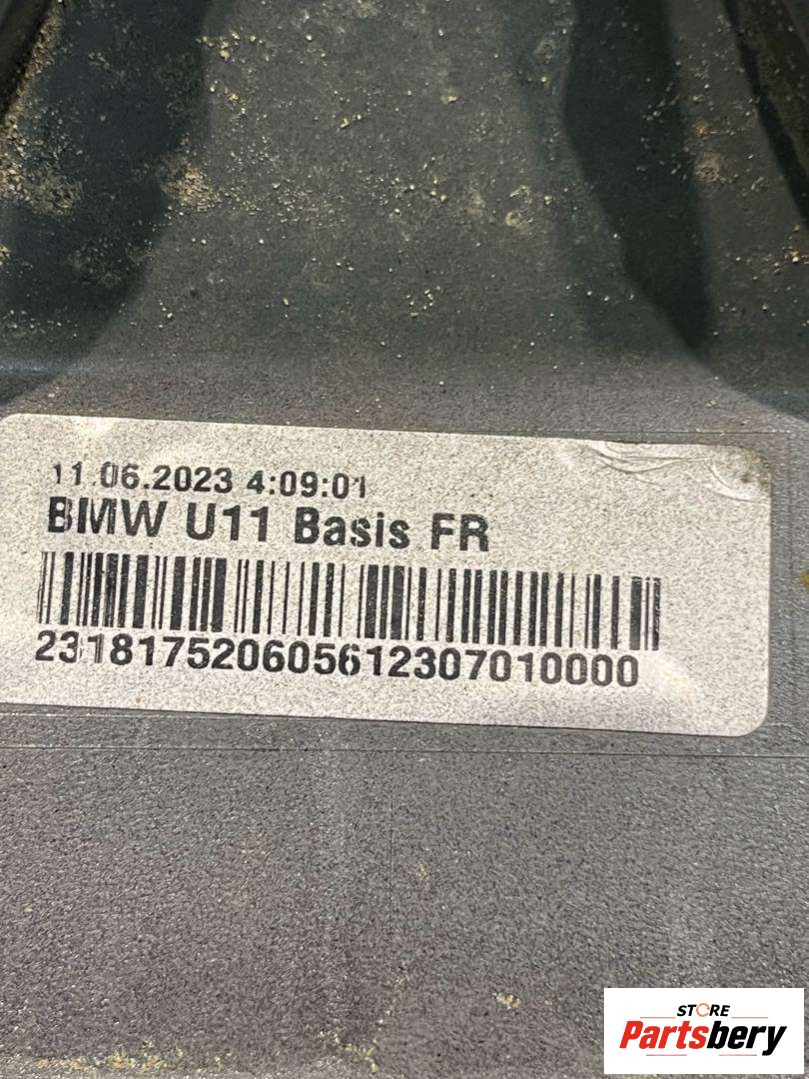 11.06.2023 4:09:01
BMW U11 Basis FR
231817520605612307010000
STORE
Partsbery